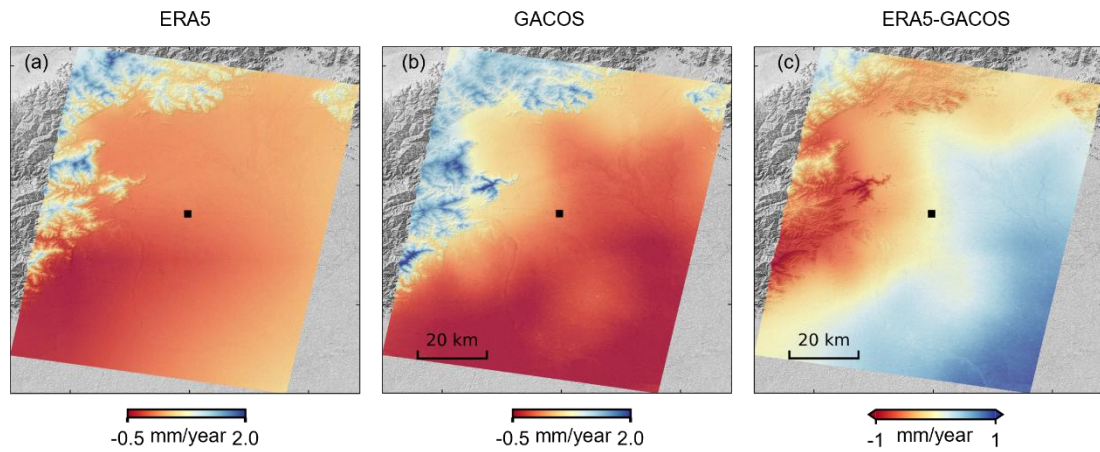 ERA5 GACOS ERA5-GACOS
(a) (b) (c)
20 km 20 km
-0.5 mm/year 2.0 -0.5 mm/year 2.0 -1 mm/year 1